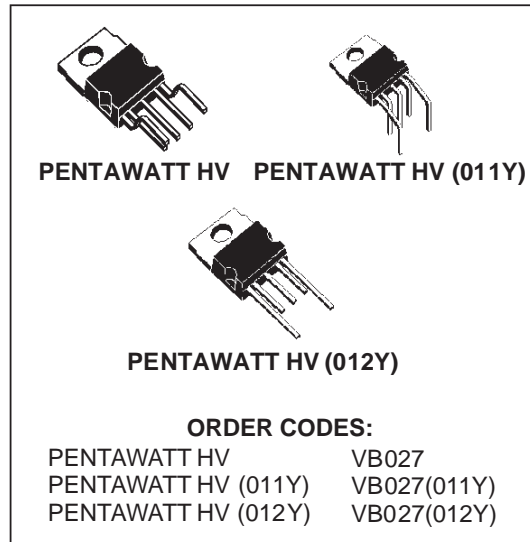 PENTAWATT HV PENTAWATT HV (011Y)
PENTAWATT HV (012Y)
ORDER CODES:
PENTAWATT HV VB027
PENTAWATT HV (011Y) VB027(011Y)
PENTAWATT HV (012Y) VB027(012Y)